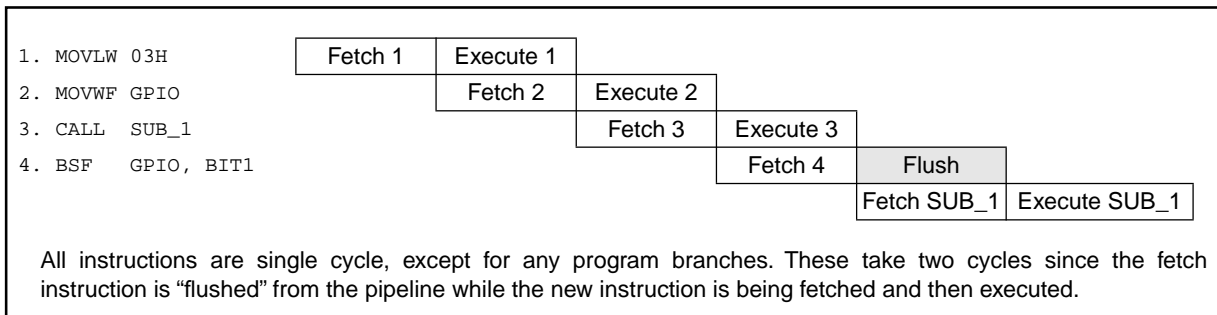 1. MOVLW 03H Fetch 1 Execute 1
2. MOVWF GPIO Fetch 2 Execute 2
3. CALL SUB_1 Fetch 3 Execute 3
4. BSF GPIO, BIT1 Fetch 4 Flush
Fetch SUB_1 Execute SUB_1
All instructions are single cycle, except for any program branches. These take two cycles since the fetch
instruction is “flushed” from the pipeline while the new instruction is being fetched and then executed.